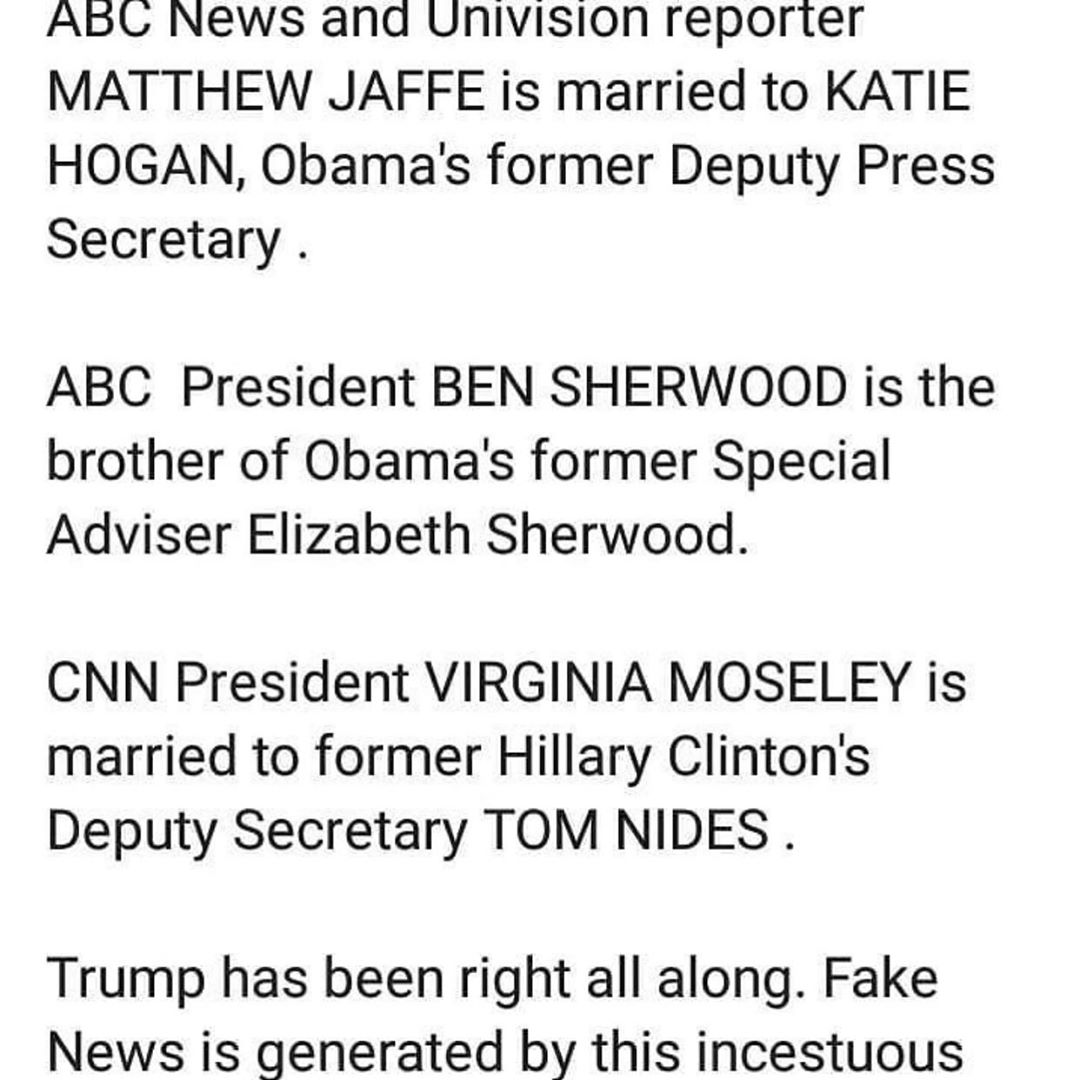 ABC News and Univision reporter
MATTHEW JAFFE is married to KATIE
HOGAN, Obama's former Deputy Press
Secretary .
ABC  President BEN SHERWOOD is the
brother of Obama's former Special
Adviser Elizabeth Sherwood.
CNN President VIRGINIA MOSELEY is
married to former Hillary Clinton's
Deputy Secretary TOM NIDES .
Trump has been right all along. Fake
News is generated by this incestuous